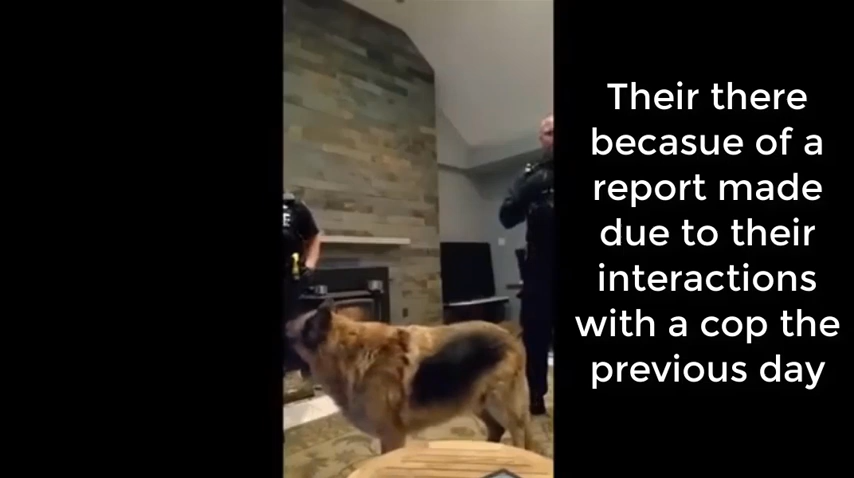 Their there
becasue of a
report made
due to their
interactions
with a cop the
previous day